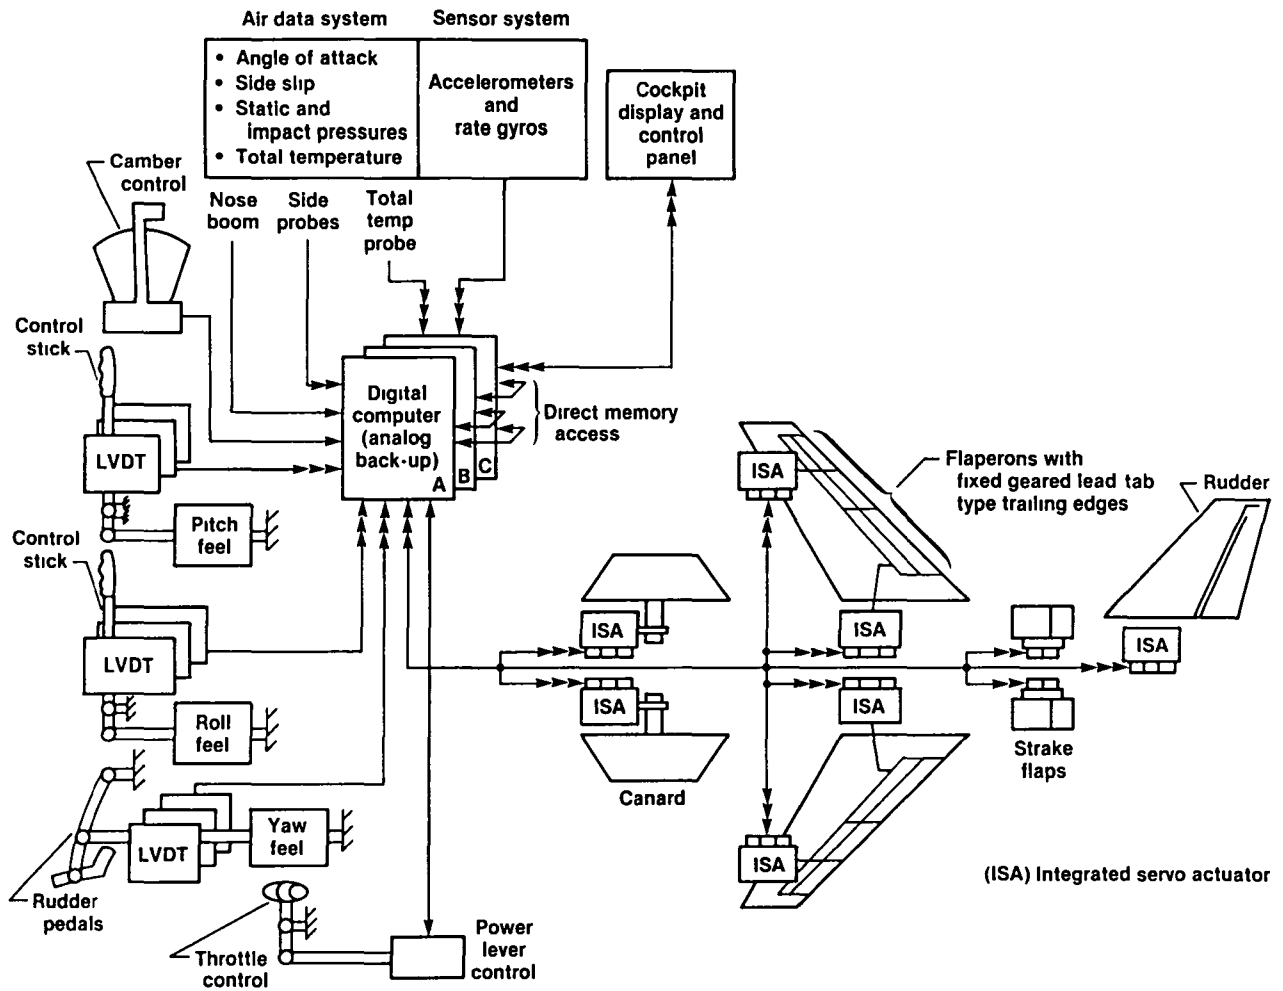 Air data system
Sensor system
• Angle of attack
• Side slip
• Static and
impact pressures
• Total temperature
Accelerometers
and
rate gyros
Cockpit
display and
control
panel
Camber
control
Nose
boom
Side
probes
Total
temp
probe
Control
stick
LVDT
Pitch
feel
Digital
computer
(analog
back-up)
A
B
C
Direct memory
access
ISA
Flaperons with
fixed geared lead tab
type trailing edges
Rudder
Control
stick
LVDT
Roll
feel
ISA
ISA
ISA
ISA
ISA
Canard
Strake
flaps
LVDT
Yaw
feel
Rudder
pedals
ISA
(ISA) Integrated servo actuator
Throttle
control
Power
lever
control